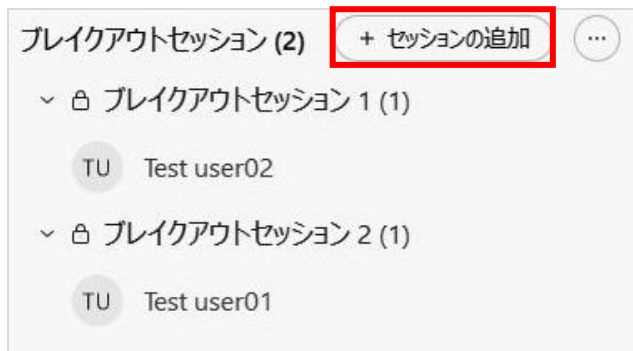 ブレイクアウトセッション (2) + セッションの追加 ...
ブレイクアウトセッション 1 (1)
TU Test user02
ブレイクアウトセッション 2 (1)
TU Test user01